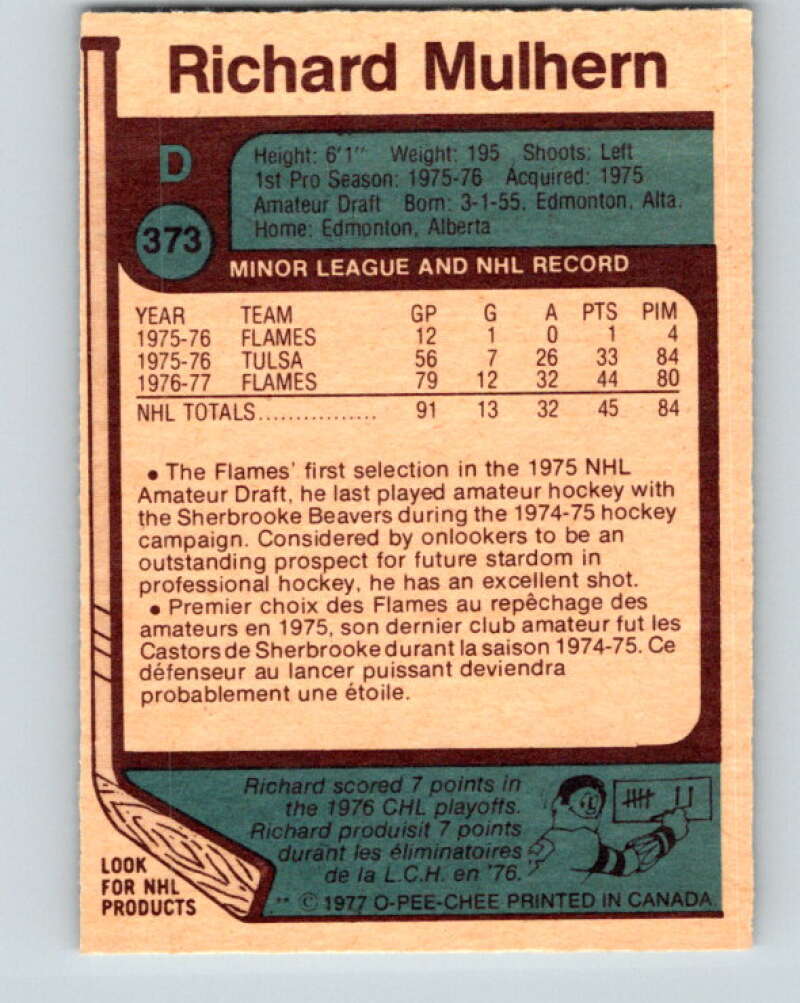 Richard Mulhern
D
Height: 6'1" Weight: 195 Shoots: Left
1st Pro Season: 1975-76 Acquired: 1975
Amateur Draft Born: 3-1-55, Edmonton, Alta.
Home: Edmonton, Alberta
373
MINOR LEAGUE AND NHL RECORD
YEAR TEAM GP G A PTS PIM
1975-76 FLAMES 12 1 0 1 4
1975-76 TULSA 56 7 26 33 84
1976-77 FLAMES 79 12 32 44 80
NHL TOTALS................ 91 13 32 45 84
• The Flames' first selection in the 1975 NHL
Amateur Draft, he last played amateur hockey with
the Sherbrooke Beavers during the 1974-75 hockey
campaign. Considered by onlookers to be an
outstanding prospect for future stardom in
professional hockey, he has an excellent shot.
• Premier choix des Flames au repêchage des
amateurs en 1975, son dernier club amateur fut les
Castors de Sherbrooke durant la saison 1974-75. Ce
défenseur au lancer puissant deviendra
probablement une étoile.
Richard scored 7 points in
the 1976 CHL playoffs.
Richard produisit 7 points
durant les éliminatoires
de la L.C.H. en '76.
LOOK
FOR NHL
PRODUCTS
** © 1977 O-PEE-CHEE PRINTED IN CANADA